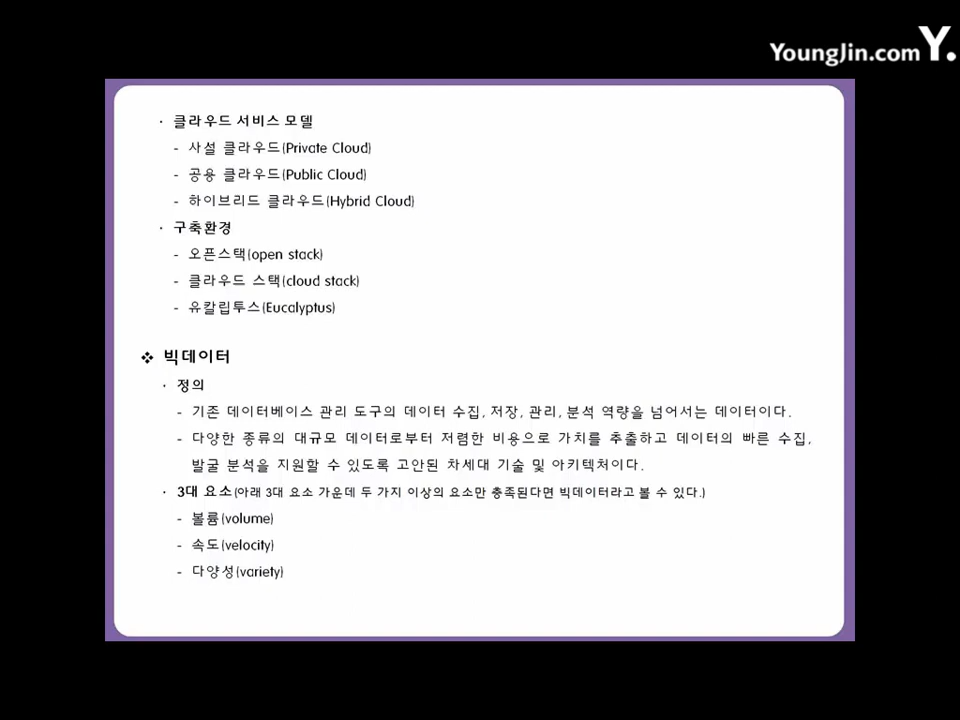 YoungJin.com Y.
· 클라우드 서비스 모델
- 사설 클라우드(Private Cloud)
- 공용 클라우드(Public Cloud)
- 하이브리드 클라우드(Hybrid Cloud)
· 구축환경
- 오픈스택(open stack)
- 클라우드 스택(cloud stack)
- 유칼립투스(Eucalyptus)
❖ 빅데이터
· 정의
- 기존 데이터베이스 관리 도구의 데이터 수집, 저장, 관리, 분석 역량을 넘어서는 데이터이다.
- 다양한 종류의 대규모 데이터로부터 저렴한 비용으로 가치를 추출하고 데이터의 빠른 수집,
발굴 분석을 지원할 수 있도록 고안된 차세대 기술 및 아키텍처이다.
· 3대 요소(아래 3대 요소 가운데 두 가지 이상의 요소만 충족된다면 빅데이터라고 볼 수 있다.)
- 볼륨(volume)
- 속도(velocity)
- 다양성(variety)